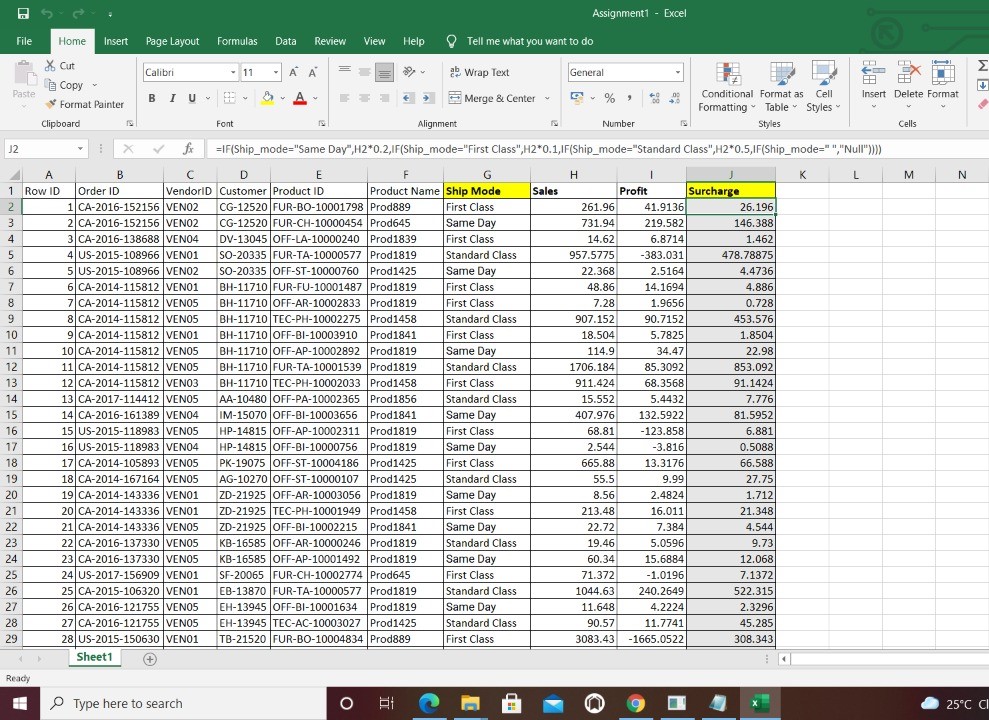 Assignment1 - Excel
File Home Insert Page Layout Formulas Data Review View Help Tell me what you want to do
Paste Cut Copy Format Painter Clipboard
Calibri 11 A A B I U A Font
ab Wrap Text Merge & Center Alignment
General % , Number
Conditional Formatting Format as Table Cell Styles Styles
Insert Delete Format Cells
J2 fx =IF(Ship_mode="Same Day",H2*0.2,IF(Ship_mode="First Class",H2*0.1,IF(Ship_mode="Standard Class",H2*0.5,IF(Ship_mode=" ","Null"))))
A B C D E F G H I J K L M N
1 Row ID Order ID VendorID Customer Product ID Product Name Ship Mode Sales Profit Surcharge
2 1 CA-2016-152156 VEN02 CG-12520 FUR-BO-10001798 Prod889 First Class 261.96 41.9136 26.196
3 2 CA-2016-152156 VEN02 CG-12520 FUR-CH-10000454 Prod645 Same Day 731.94 219.582 146.388
4 3 CA-2016-138688 VEN04 DV-13045 OFF-LA-10000240 Prod1839 First Class 14.62 6.8714 1.462
5 4 US-2015-108966 VEN01 SO-20335 FUR-TA-10000577 Prod1819 Standard Class 957.5775 -383.031 478.78875
6 5 US-2015-108966 VEN02 SO-20335 OFF-ST-10000760 Prod1425 Same Day 22.368 2.5164 4.4736
7 6 CA-2014-115812 VEN01 BH-11710 FUR-FU-10001487 Prod1819 First Class 48.86 14.1694 4.886
8 7 CA-2014-115812 VEN05 BH-11710 OFF-AR-10002833 Prod1819 First Class 7.28 1.9656 0.728
9 8 CA-2014-115812 VEN05 BH-11710 TEC-PH-10002275 Prod1458 Standard Class 907.152 90.7152 453.576
10 9 CA-2014-115812 VEN01 BH-11710 OFF-BI-10003910 Prod1841 First Class 18.504 5.7825 1.8504
11 10 CA-2014-115812 VEN05 BH-11710 OFF-AP-10002892 Prod1819 Same Day 114.9 34.47 22.98
12 11 CA-2014-115812 VEN05 BH-11710 FUR-TA-10001539 Prod1819 Standard Class 1706.184 85.3092 853.092
13 12 CA-2014-115812 VEN03 BH-11710 TEC-PH-10002033 Prod1458 First Class 911.424 68.3568 91.1424
14 13 CA-2017-114412 VEN05 AA-10480 OFF-PA-10002365 Prod1856 Standard Class 15.552 5.4432 7.776
15 14 CA-2016-161389 VEN04 IM-15070 OFF-BI-10003656 Prod1841 Same Day 407.976 132.5922 81.5952
16 15 US-2015-118983 VEN05 HP-14815 OFF-AP-10002311 Prod1819 First Class 68.81 -123.858 6.881
17 16 US-2015-118983 VEN04 HP-14815 OFF-BI-10000756 Prod1819 Same Day 2.544 -3.816 0.5088
18 17 CA-2014-105893 VEN05 PK-19075 OFF-ST-10004186 Prod1425 First Class 665.88 13.3176 66.588
19 18 CA-2014-167164 VEN05 AG-10270 OFF-ST-10000107 Prod1425 Standard Class 55.5 9.99 27.75
20 19 CA-2014-143336 VEN01 ZD-21925 OFF-AR-10003056 Prod1819 Same Day 8.56 2.4824 1.712
21 20 CA-2014-143336 VEN01 ZD-21925 TEC-PH-10001949 Prod1458 First Class 213.48 16.011 21.348
22 21 CA-2014-143336 VEN05 ZD-21925 OFF-BI-10002215 Prod1841 Same Day 22.72 7.384 4.544
23 22 CA-2016-137330 VEN05 KB-16585 OFF-AR-10000246 Prod1819 Standard Class 19.46 5.0596 9.73
24 23 CA-2016-137330 VEN05 KB-16585 OFF-AP-10001492 Prod1819 Same Day 60.34 15.6884 12.068
25 24 US-2017-156909 VEN01 SF-20065 FUR-CH-10002774 Prod645 First Class 71.372 -1.0196 7.1372
26 25 CA-2015-106320 VEN01 EB-13870 FUR-TA-10000577 Prod1819 Standard Class 1044.63 240.2649 522.315
27 26 CA-2016-121755 VEN05 EH-13945 OFF-BI-10001634 Prod1819 Same Day 11.648 4.2224 2.3296
28 27 CA-2016-121755 VEN05 EH-13945 TEC-AC-10003027 Prod1425 Standard Class 90.57 11.7741 45.285
29 28 US-2015-150630 VEN01 TB-21520 FUR-BO-10004834 Prod889 First Class 3083.43 -1665.0522 308.343
Sheet1
Ready
Type here to search 25°C Cl